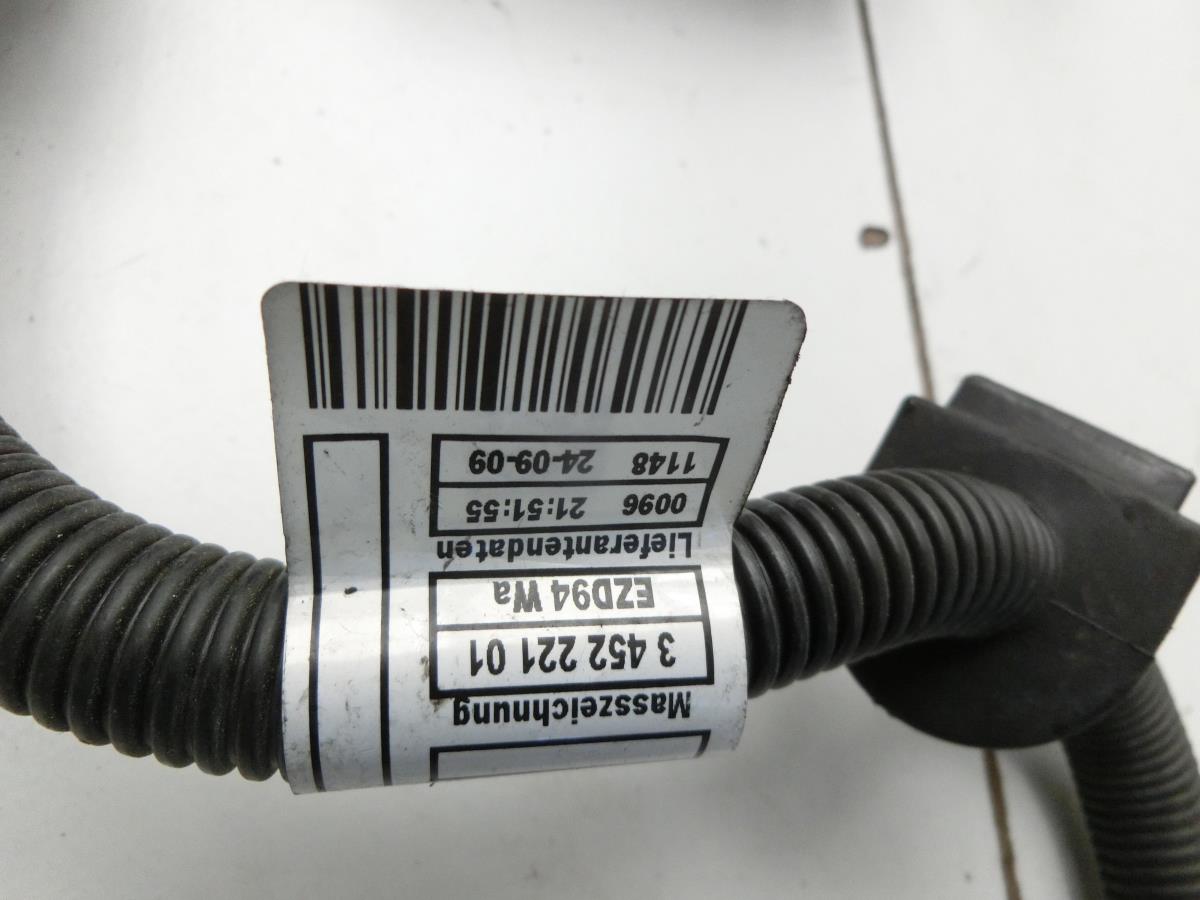 Masszeichnung
3 452 221 01
EZD94 Wa
Lieferantendaten
0096 21:51:55
1148 24-09-09